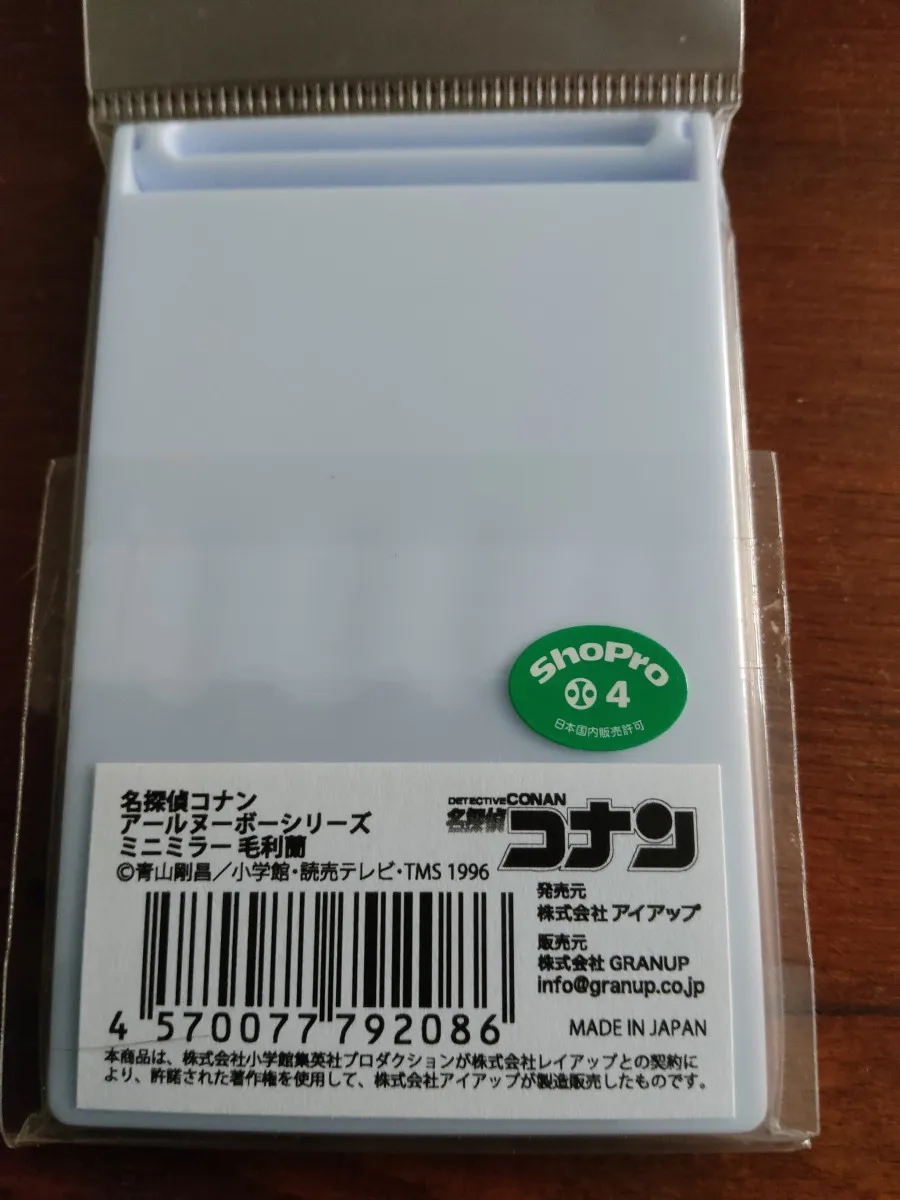 ShoPro
4
日本国内販売許可
名探偵コナン
アールヌーボーシリーズ
ミニミラー 毛利蘭
©青山剛昌／小学館・読売テレビ・TMS 1996
DETECTIVE CONAN
名探偵
コナン
発売元
株式会社 アイアップ
販売元
株式会社 GRANUP
info@granup.co.jp
4 570077 792086
MADE IN JAPAN
本商品は、株式会社小学館集英社プロダクションが株式会社レイアップとの契約に
より、許諾された著作権を使用して、株式会社アイアップが製造販売したものです。